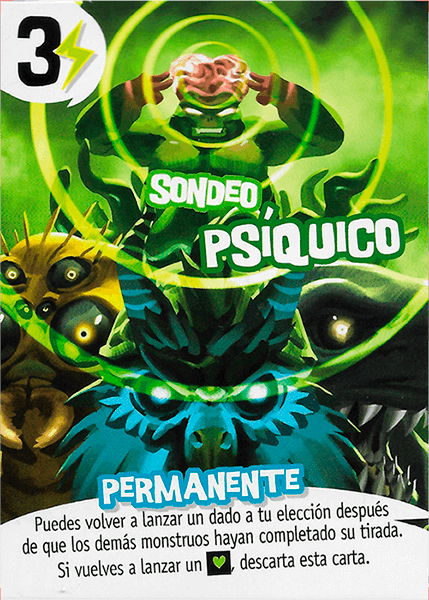 3
SONDEO
PSÍQUICO
PERMANENTE
Puedes volver a lanzar un dado a tu elección después
de que los demás monstruos hayan completado su tirada.
Si vuelves a lanzar un , descarta esta carta.